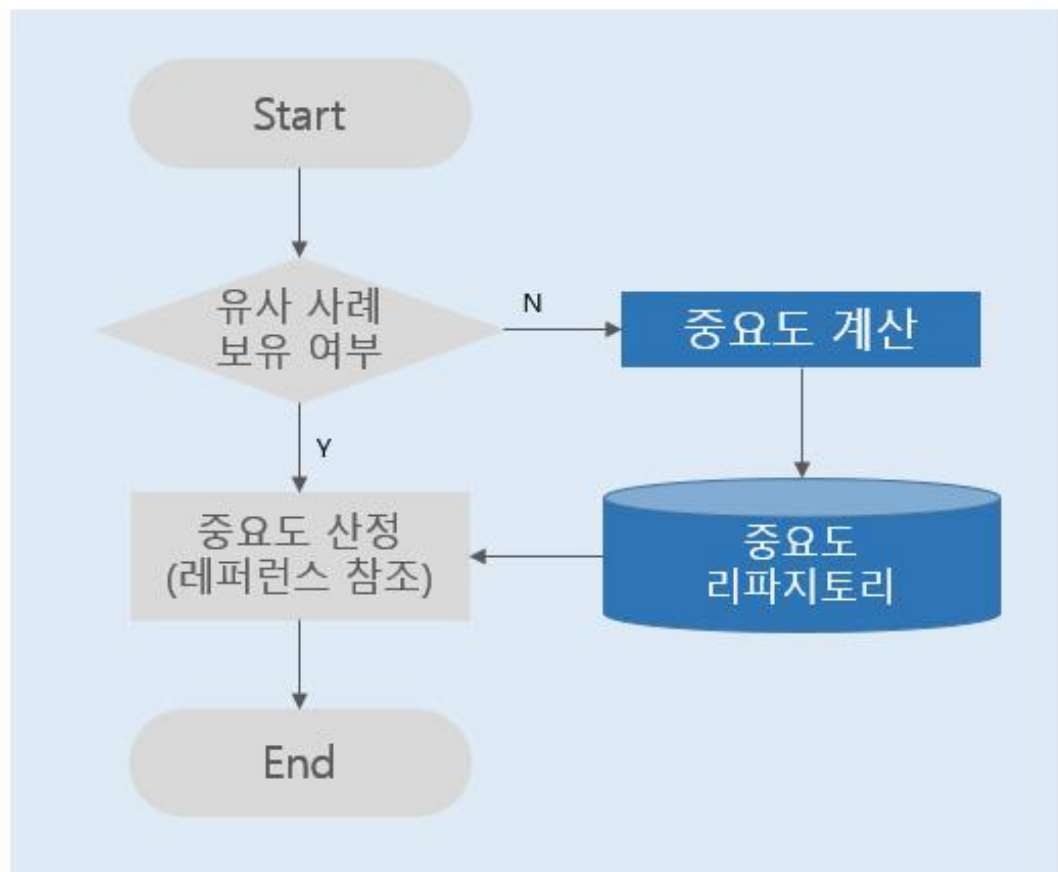 Start
유사 사례
보유 여부
N
중요도 계산
Y
중요도 산정
(레퍼런스 참조)
중요도
리파지토리
End